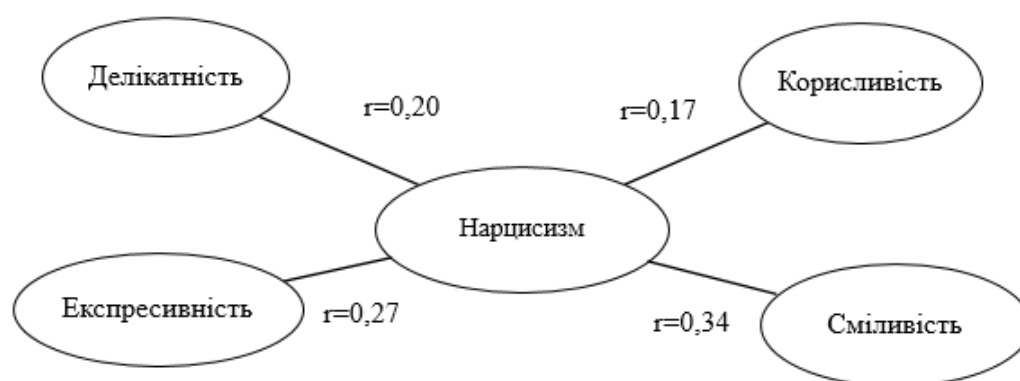 Делікатність
Корисливість
r=0,20
r=0,17
Нарцисизм
Експресивність
r=0,27
r=0,34
Сміливість